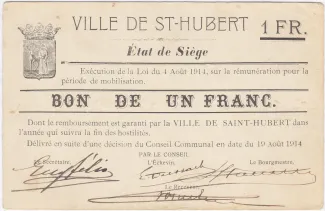 VILLE DE ST-HUBERT
1 FR.
État de Siège
Exécution de la Loi du 4 Août 1914, sur la rémunération pour la
période de mobilisation.
BON DE UN FRANC.
Dont le remboursement est garanti par la VILLE DE SAINT-HUBERT dans
l'année qui suivra la fin des hostilités.
Délivré en suite d'une décision du Conseil Communal en date du 19 Août 1914
PAR LE CONSEIL
Le Secrétaire, L'Échevin, Le Bourgmestre,
Le Receveur